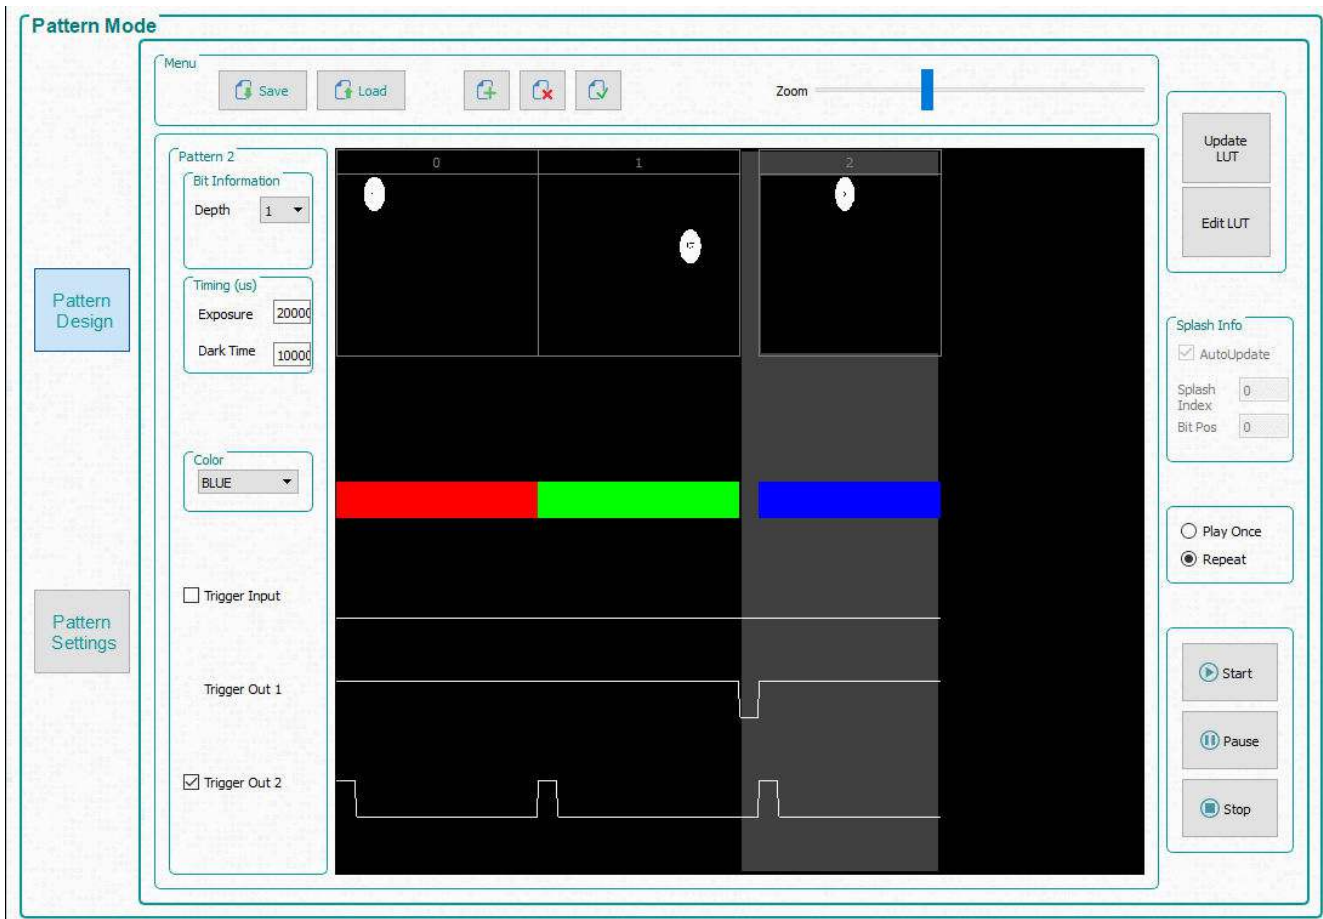 Pattern Mode
Menu
Save
Load
Zoom
Update
LUT
Edit LUT
Pattern 2
Bit Information
Depth
1
0
1
2
Timing (us)
Exposure
20000
Dark Time
10000
Pattern
Design
Splash Info
AutoUpdate
Splash
Index
0
Bit Pos
0
Color
BLUE
Play Once
Repeat
Trigger Input
Pattern
Settings
Trigger Out 1
Trigger Out 2
Start
Pause
Stop